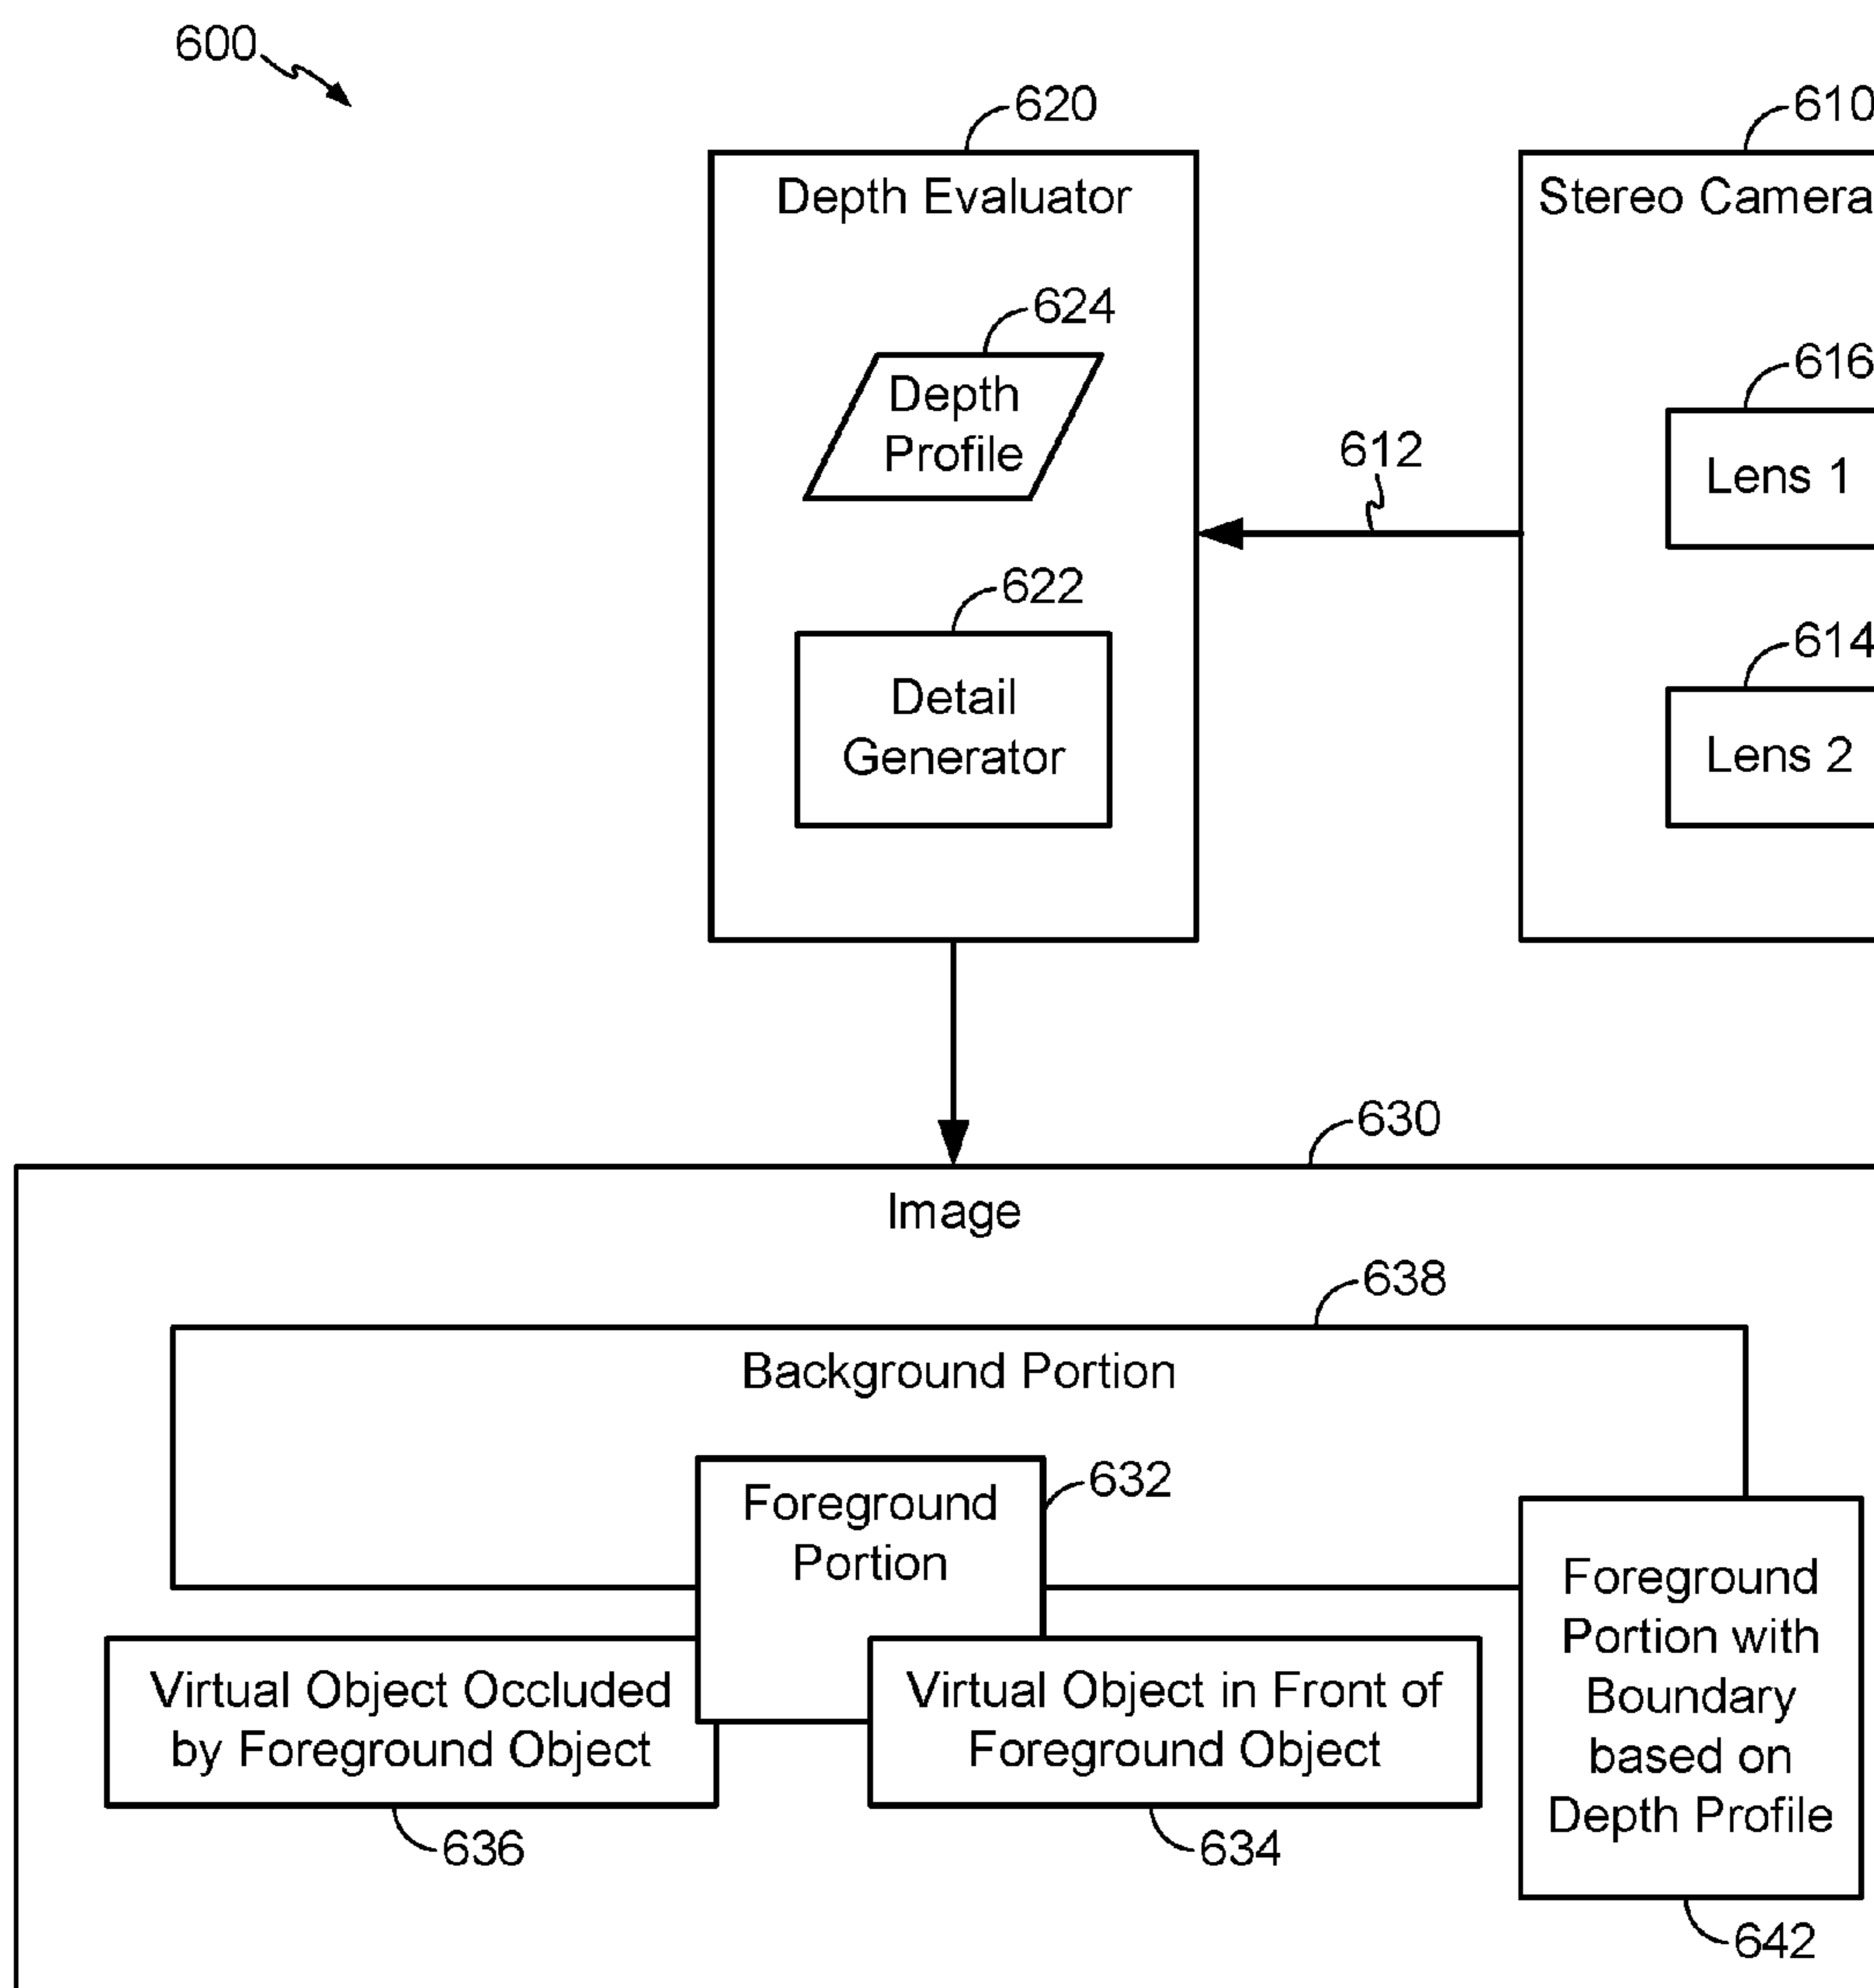 600
620
610
Depth Evaluator
Stereo Camera
624
616
Depth
Profile
612
Lens 1
622
614
Detail
Generator
Lens 2
630
Image
638
Background Portion
632
Foreground
Portion
Foreground
Portion with
Boundary
based on
Depth Profile
Virtual Object Occluded
by Foreground Object
Virtual Object in Front of
Foreground Object
636
634
642